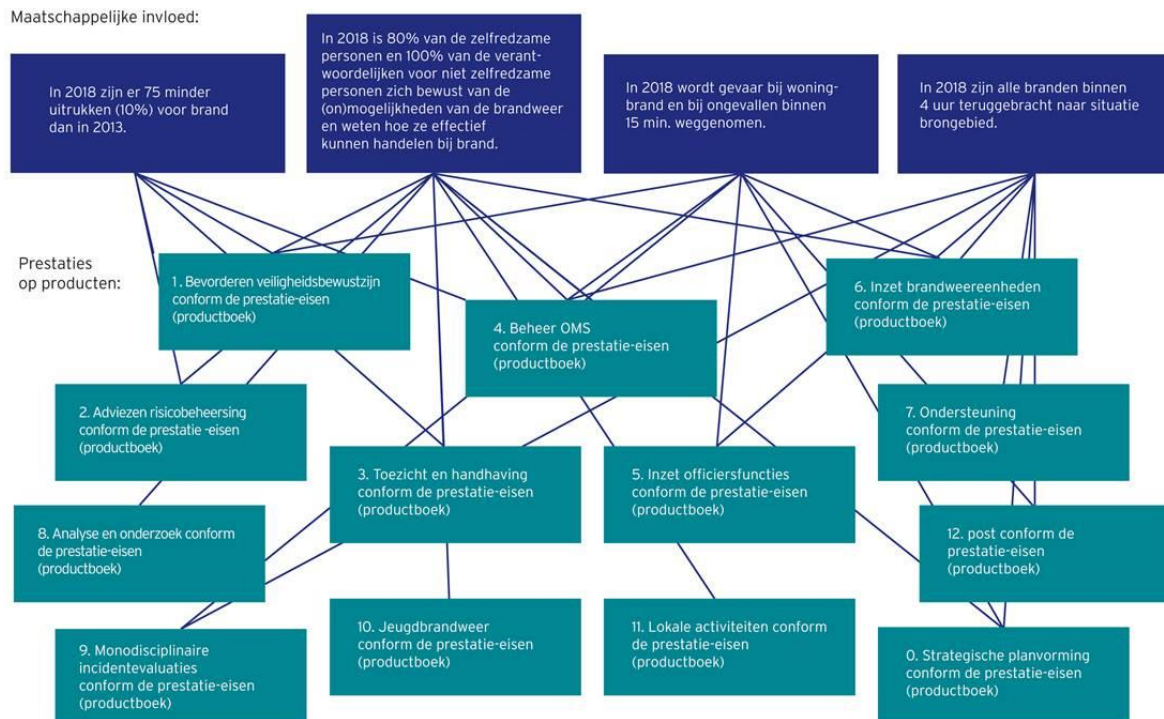 Maatschappelijke invloed:
In 2018 zijn er 75 minder
uitrukken (10%) voor brand
dan in 2013.
In 2018 is 80% van de zelfredzame
personen en 100% van de verant-
woordelijken voor niet zelfredzame
personen zich bewust van de
(on)mogelijkheden van de brandweer
en weten hoe ze effectief
kunnen handelen bij brand.
In 2018 wordt gevaar bij woning-
brand en bij ongevallen binnen
15 min. weggenomen.
In 2018 zijn alle branden binnen
4 uur teruggebracht naar situatie
brongebied.
Prestaties
op producten:
1. Bevorderen veiligheidsbewustzijn
conform de prestatie-eisen
(productboek)
4. Beheer OMS
conform de prestatie-eisen
(productboek)
6. Inzet brandweereenheden
conform de prestatie-eisen
(productboek)
2. Adviezen risicobeheersing
conform de prestatie -eisen
(productboek)
3. Toezicht en handhaving
conform de prestatie-eisen
(productboek)
5. Inzet officiersfuncties
conform de prestatie-eisen
(productboek)
7. Ondersteuning
conform de prestatie-eisen
(productboek)
8. Analyse en onderzoek conform
de prestatie-eisen
(productboek)
12. post conform de
prestatie-eisen
(productboek)
9. Monodisciplinaire
incidentevaluaties
conform de prestatie-eisen
(productboek)
10. Jeugdbrandweer
conform de prestatie-eisen
(productboek)
11. Lokale activiteiten conform
de prestatie-eisen
(productboek)
0. Strategische planvorming
conform de prestatie-eisen
(productboek)